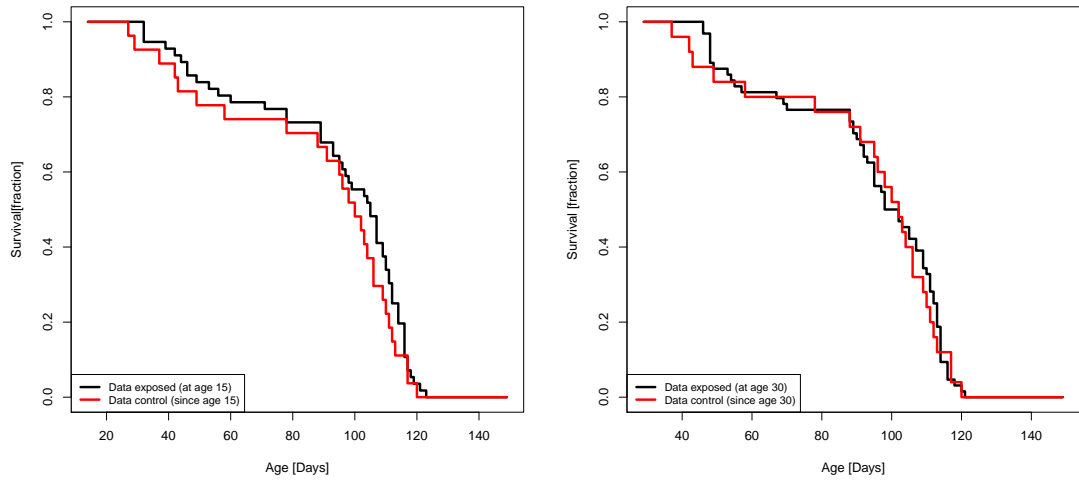 1.0
0.8
0.6
0.4
0.2
0.0
Survival[fraction]
Data exposed (at age 15)
Data control (since age 15)
20 40 60 80 100 120 140
Age [Days]
1.0
0.8
0.6
0.4
0.2
0.0
Survival [fraction]
Data exposed (at age 30)
Data control (since age 30)
40 60 80 100 120 140
Age [Days]